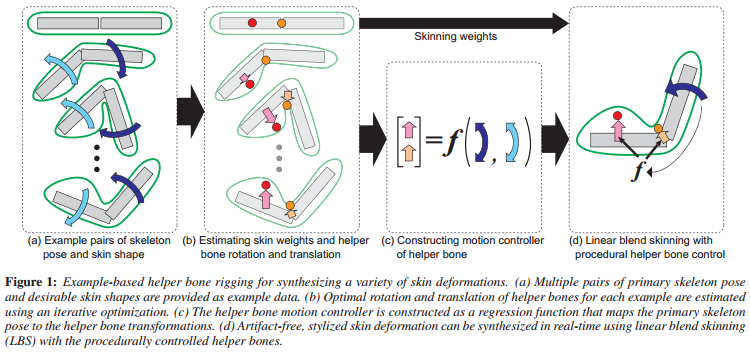 Skinning weights
[ ] = f ( , )
f
(a) Example pairs of skeleton
pose and skin shape
(b) Estimating skin weights and helper
bone rotation and translation
(c) Constructing motion controller
of helper bone
(d) Linear blend skinning with
procedural helper bone control
Figure 1: Example-based helper bone rigging for synthesizing a variety of skin deformations. (a) Multiple pairs of primary skeleton pose
and desirable skin shapes are provided as example data. (b) Optimal rotation and translation of helper bones for each example are estimated
using an iterative optimization. (c) The helper bone motion controller is constructed as a regression function that maps the primary skeleton
pose to the helper bone transformations. (d) Artifact-free, stylized skin deformation can be synthesized in real-time using linear blend skinning
(LBS) with the procedurally controlled helper bones.